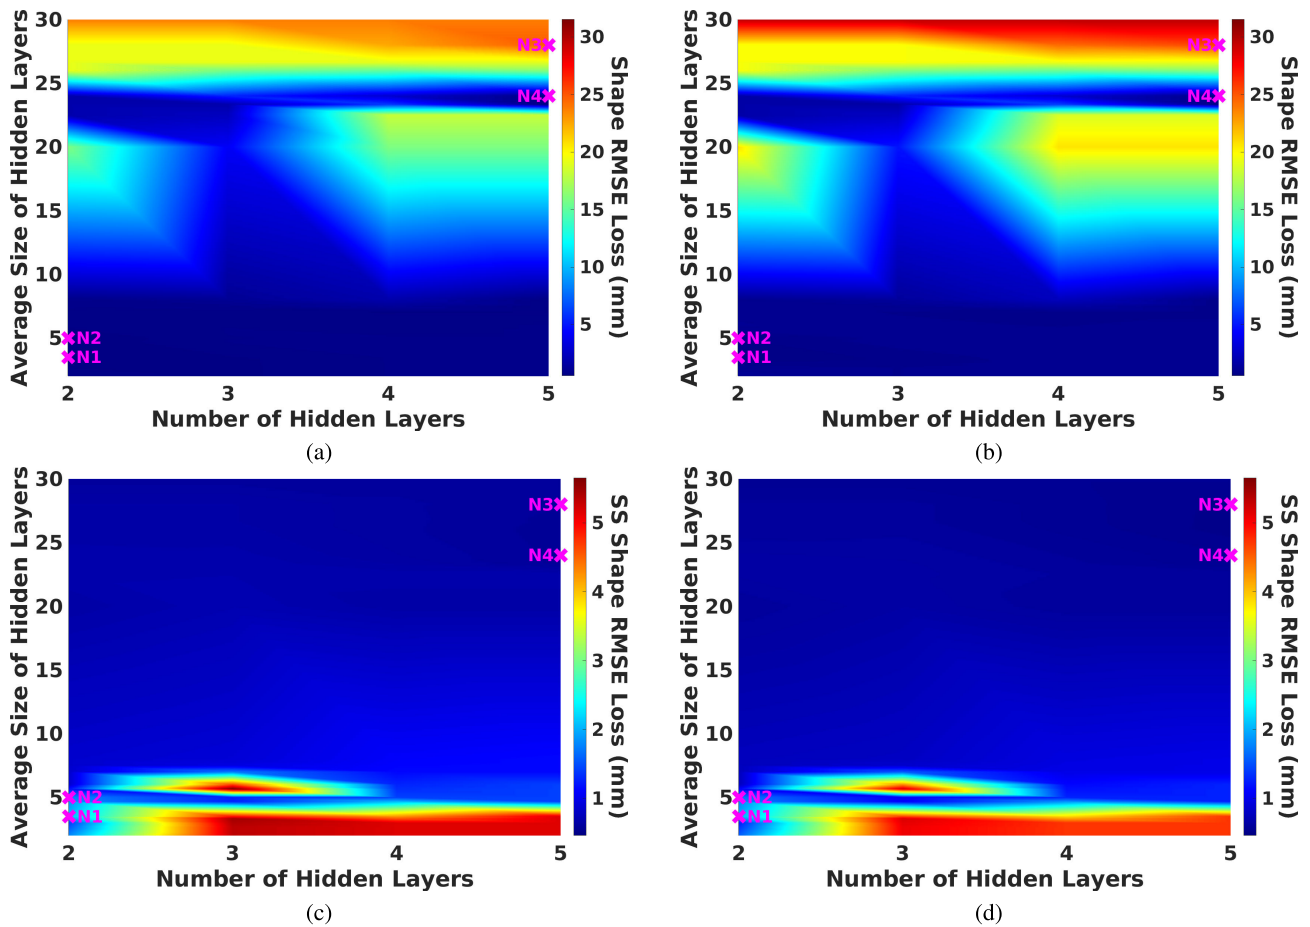 Average Size of Hidden Layers
30
25
20
15
10
5
N3
N4
N2
N1
2
3
4
5
Number of Hidden Layers
30
25
20
15
10
5
Shape RMSE Loss (mm)
(a)
Average Size of Hidden Layers
30
25
20
15
10
5
N3
N4
N2
N1
2
3
4
5
Number of Hidden Layers
30
25
20
15
10
5
Shape RMSE Loss (mm)
(b)
Average Size of Hidden Layers
30
25
20
15
10
5
N3
N4
N2
N1
2
3
4
5
Number of Hidden Layers
5
4
3
2
1
SS Shape RMSE Loss (mm)
(c)
Average Size of Hidden Layers
30
25
20
15
10
5
N3
N4
N2
N1
2
3
4
5
Number of Hidden Layers
5
4
3
2
1
SS Shape RMSE Loss (mm)
(d)